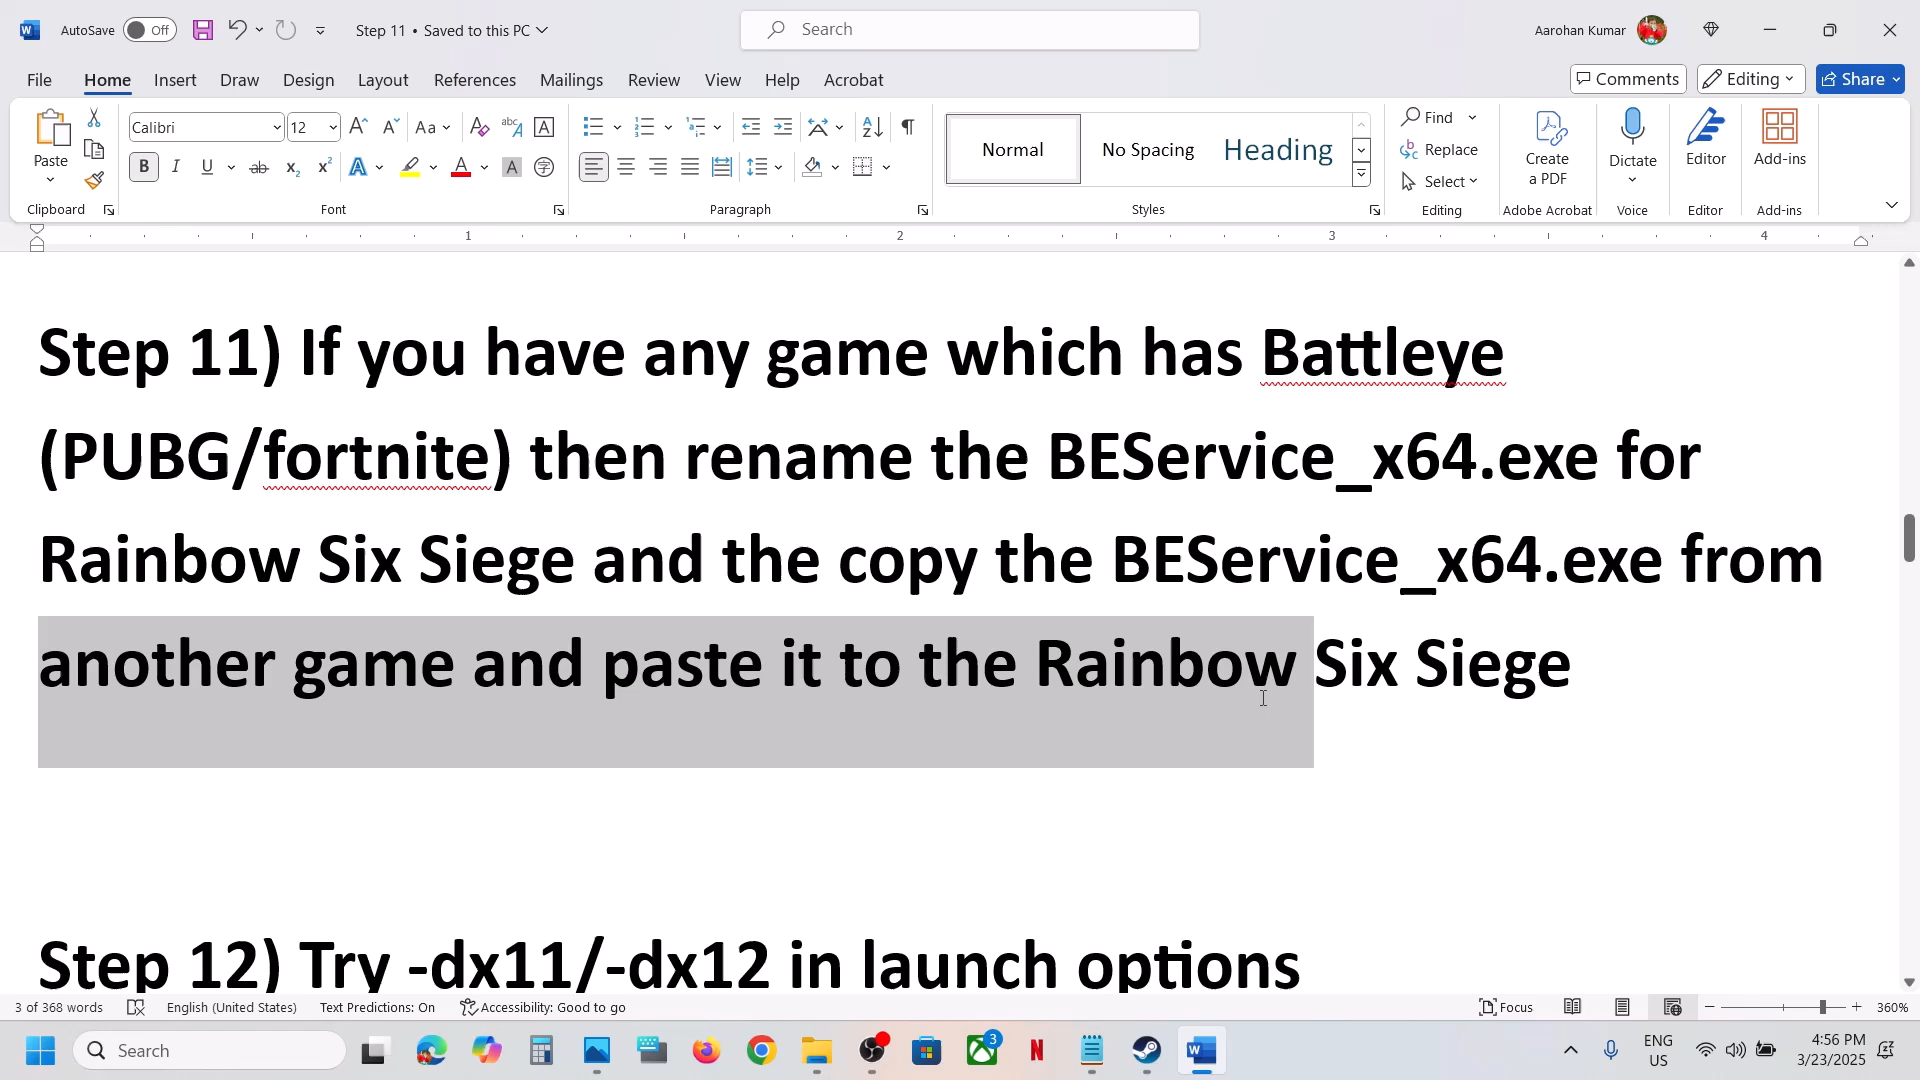 AutoSave Off Step 11 • Saved to this PC Search Aarohan Kumar
File Home Insert Draw Design Layout References Mailings Review View Help Acrobat Comments Editing Share
Paste Calibri 12 Aa Normal No Spacing Heading Find Replace Select Create a PDF Dictate Editor Add-ins
Clipboard Font Paragraph Styles Editing Adobe Acrobat Voice Editor Add-ins
1 2 3 4
Step 11) If you have any game which has Battleye
(PUBG/fortnite) then rename the BEService_x64.exe for
Rainbow Six Siege and the copy the BEService_x64.exe from
another game and paste it to the Rainbow Six Siege
Step 12) Try -dx11/-dx12 in launch options
3 of 368 words English (United States) Text Predictions: On Accessibility: Good to go Focus 360%
Search 3 ENG US 4:56 PM 3/23/2025